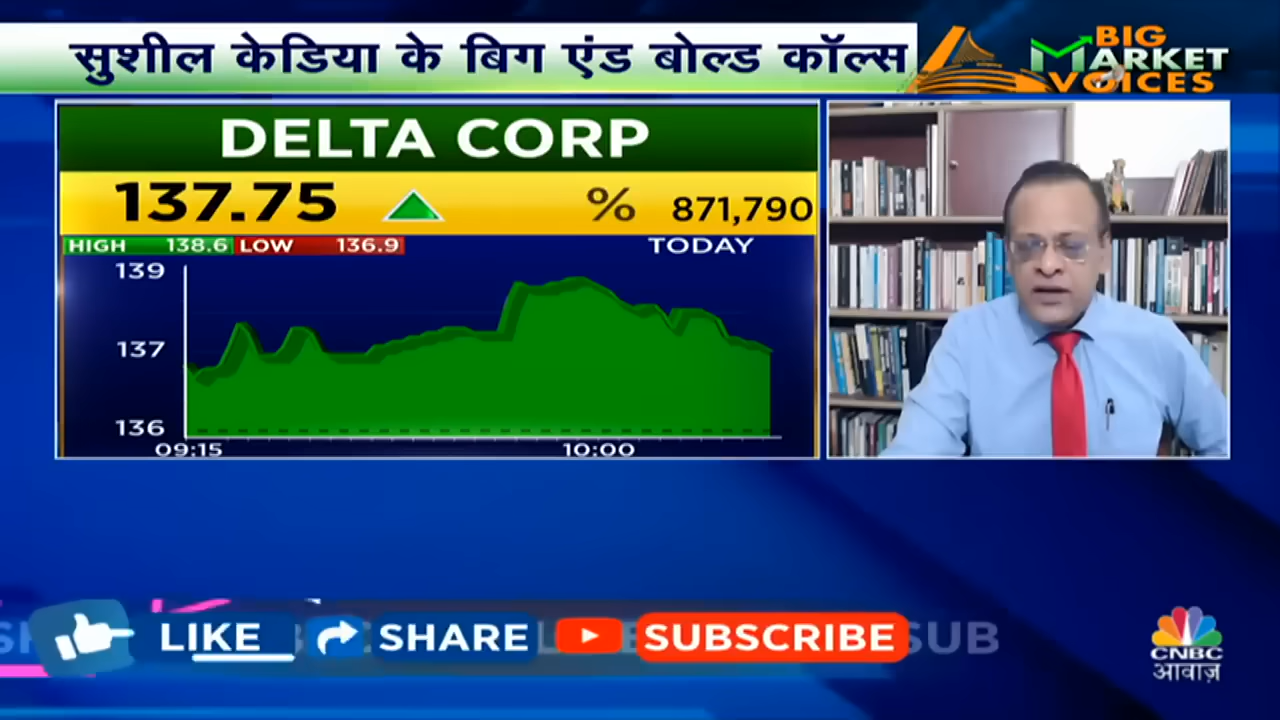 सुशील केडिया के बिग एंड बोल्ड कॉल्स
BIG
MARKET
VOICES
DELTA CORP
137.75 % 871,790
HIGH 138.6 LOW 136.9 TODAY
139
137
136
09:15 10:00
LIKE SHARE SUBSCRIBE SUB
CNBC
आवाज़